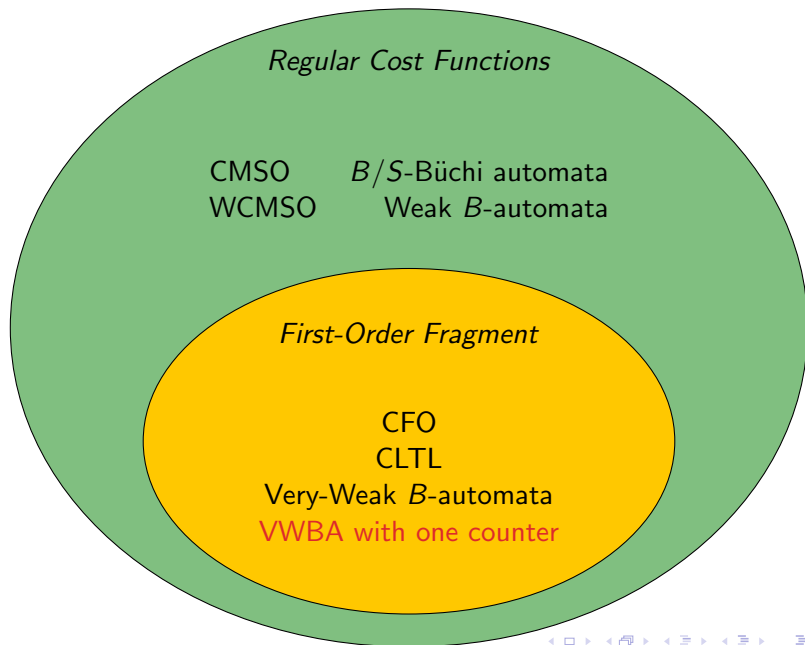 Regular Cost Functions
CMSO B/S-Büchi automata
WCMSO Weak B-automata
First-Order Fragment
CFO
CLTL
Very-Weak B-automata
VWBA with one counter